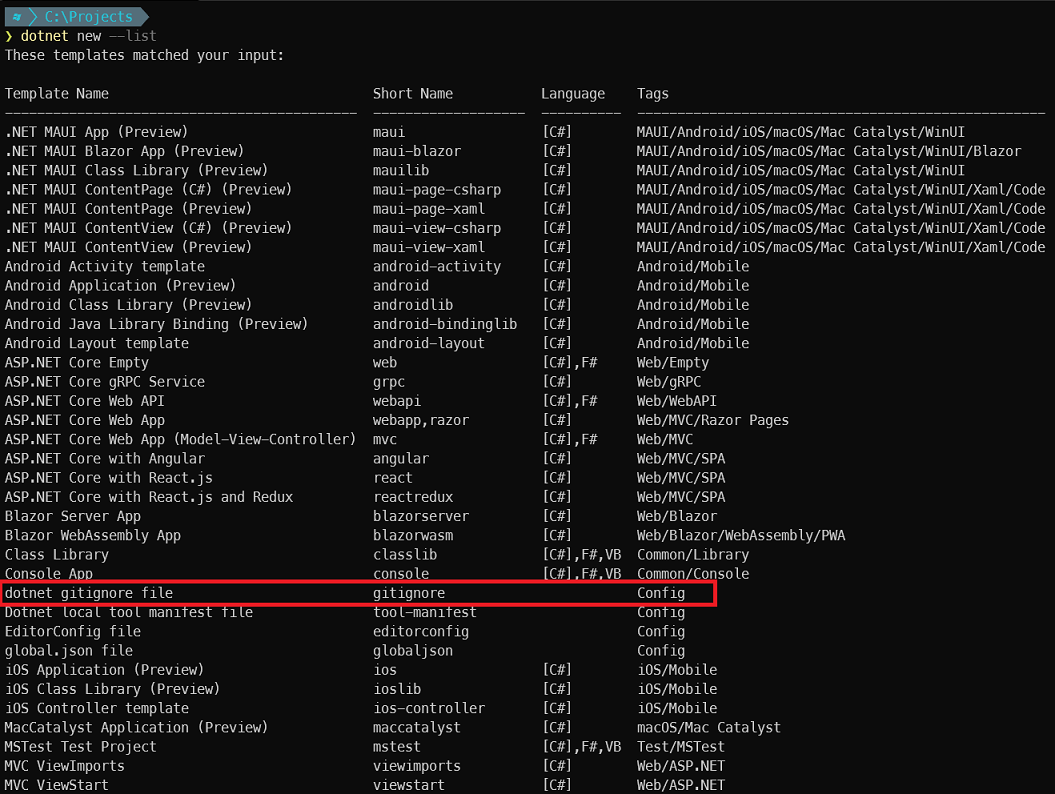 C:\Projects
❯ dotnet new --list
These templates matched your input:
Template Name Short Name Language Tags
.NET MAUI App (Preview) maui [C#] MAUI/Android/iOS/macOS/Mac Catalyst/WinUI
.NET MAUI Blazor App (Preview) maui-blazor [C#] MAUI/Android/iOS/macOS/Mac Catalyst/WinUI/Blazor
.NET MAUI Class Library (Preview) mauilib [C#] MAUI/Android/iOS/macOS/Mac Catalyst/WinUI
.NET MAUI ContentPage (C#) (Preview) maui-page-csharp [C#] MAUI/Android/iOS/macOS/Mac Catalyst/WinUI/Xaml/Code
.NET MAUI ContentPage (Preview) maui-page-xaml [C#] MAUI/Android/iOS/macOS/Mac Catalyst/WinUI/Xaml/Code
.NET MAUI ContentView (C#) (Preview) maui-view-csharp [C#] MAUI/Android/iOS/macOS/Mac Catalyst/WinUI/Xaml/Code
.NET MAUI ContentView (Preview) maui-view-xaml [C#] MAUI/Android/iOS/macOS/Mac Catalyst/WinUI/Xaml/Code
Android Activity template android-activity [C#] Android/Mobile
Android Application (Preview) android [C#] Android/Mobile
Android Class Library (Preview) androidlib [C#] Android/Mobile
Android Java Library Binding (Preview) android-bindinglib [C#] Android/Mobile
Android Layout template android-layout [C#] Android/Mobile
ASP.NET Core Empty web [C#],F# Web/Empty
ASP.NET Core gRPC Service grpc [C#] Web/gRPC
ASP.NET Core Web API webapi [C#],F# Web/WebAPI
ASP.NET Core Web App webapp,razor [C#] Web/MVC/Razor Pages
ASP.NET Core Web App (Model-View-Controller) mvc [C#],F# Web/MVC
ASP.NET Core with Angular angular [C#] Web/MVC/SPA
ASP.NET Core with React.js react [C#] Web/MVC/SPA
ASP.NET Core with React.js and Redux reactredux [C#] Web/MVC/SPA
Blazor Server App blazorserver [C#] Web/Blazor
Blazor WebAssembly App blazorwasm [C#] Web/Blazor/WebAssembly/PWA
Class Library classlib [C#],F#,VB Common/Library
Console App console [C#],F#,VB Common/Console
dotnet gitignore file gitignore Config
Dotnet local tool manifest file tool-manifest Config
EditorConfig file editorconfig Config
global.json file globaljson Config
iOS Application (Preview) ios [C#] iOS/Mobile
iOS Class Library (Preview) ioslib [C#] iOS/Mobile
iOS Controller template ios-controller [C#] iOS/Mobile
MacCatalyst Application (Preview) maccatalyst [C#] macOS/Mac Catalyst
MSTest Test Project mstest [C#],F#,VB Test/MSTest
MVC ViewImports viewimports [C#] Web/ASP.NET
MVC ViewStart viewstart [C#] Web/ASP.NET